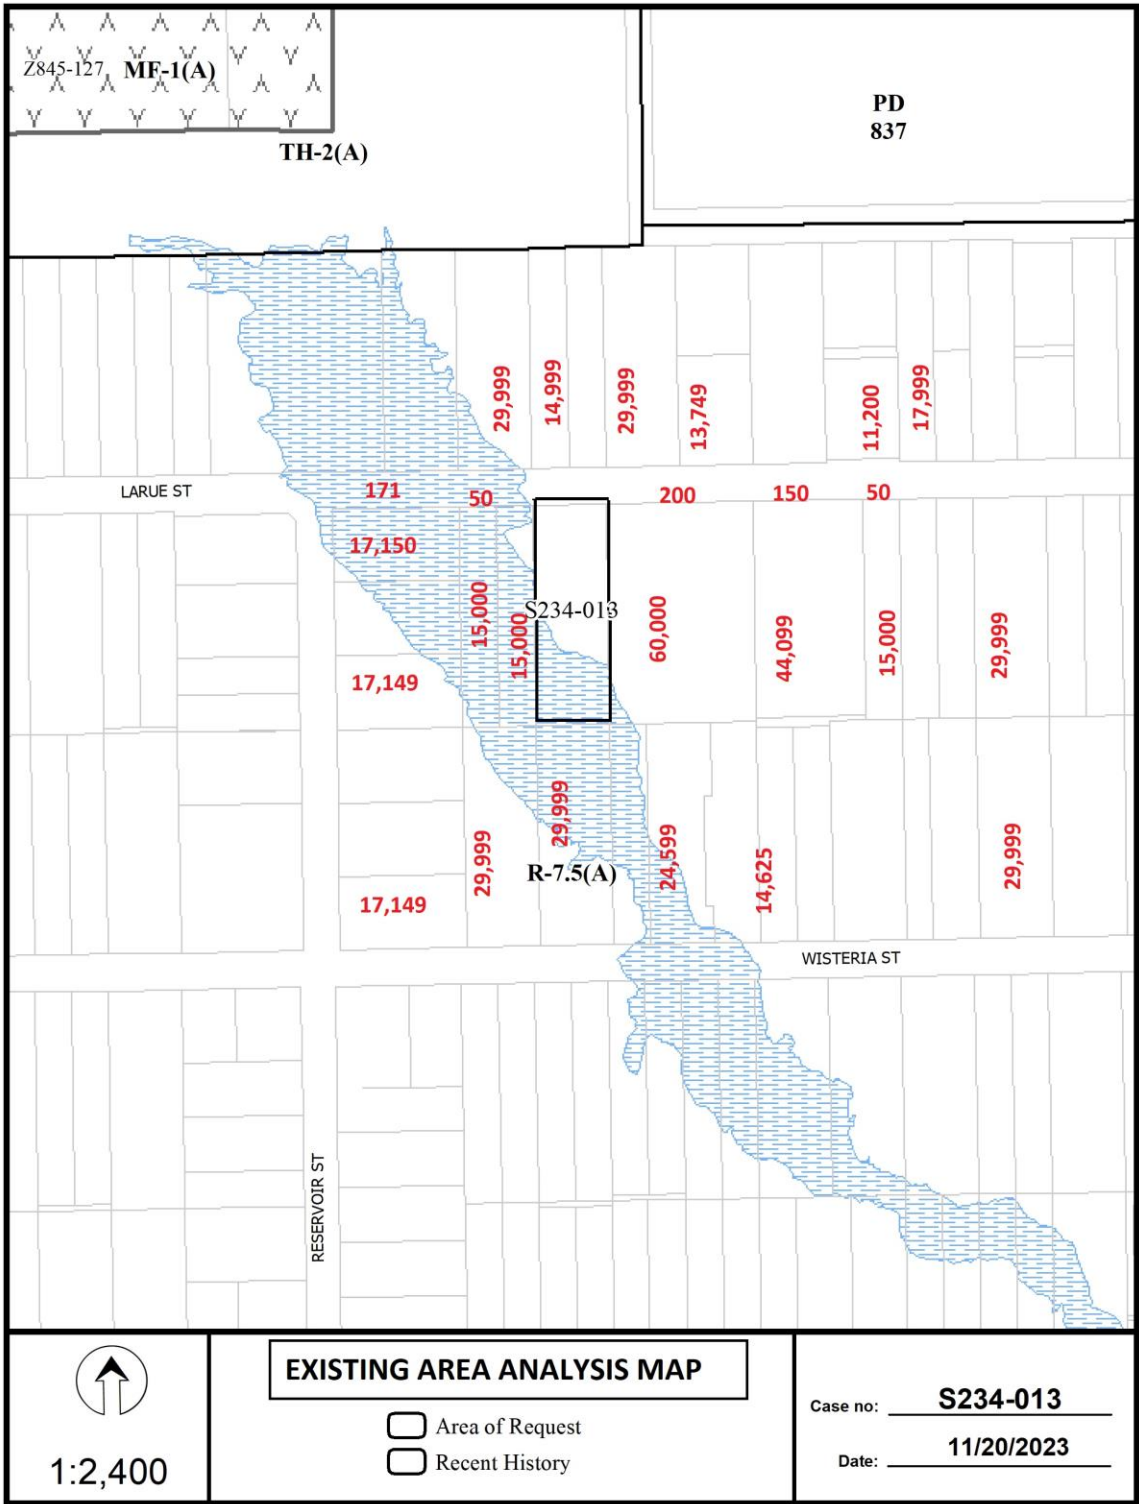 Z845-127 MF-1(A)
PD
837
TH-2(A)
29,999
14,999
29,999
13,749
11,200
17,999
LARUE ST
171
50
200
150
50
17,150
15,000
15,000
S234-013
60,000
44,099
15,000
29,999
17,149
29,999
29,999
24,599
14,625
29,999
R-7.5(A)
17,149
WISTERIA ST
RESERVOIR ST
1:2,400
EXISTING AREA ANALYSIS MAP
Area of Request
Recent History
Case no: S234-013
Date: 11/20/2023